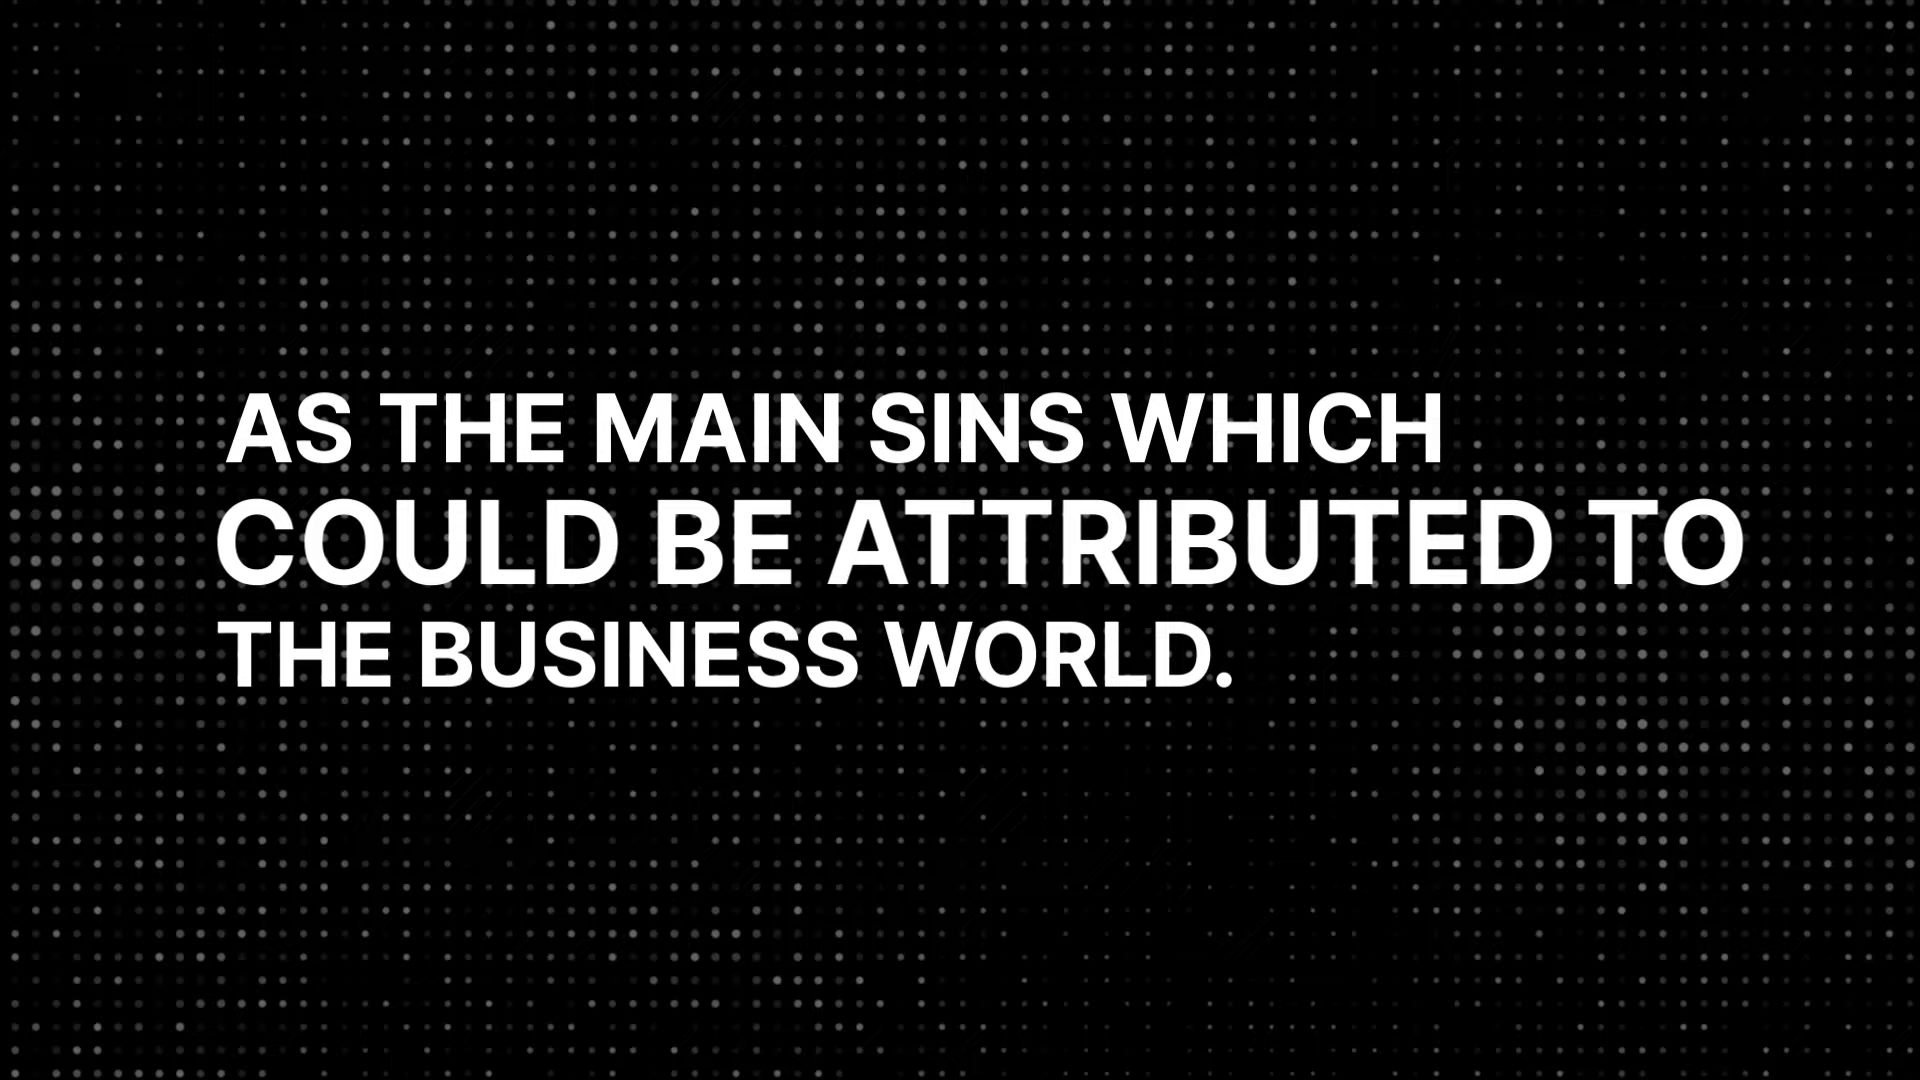 AS THE MAIN SINS WHICH
COULD BE ATTRIBUTED TO
THE BUSINESS WORLD.